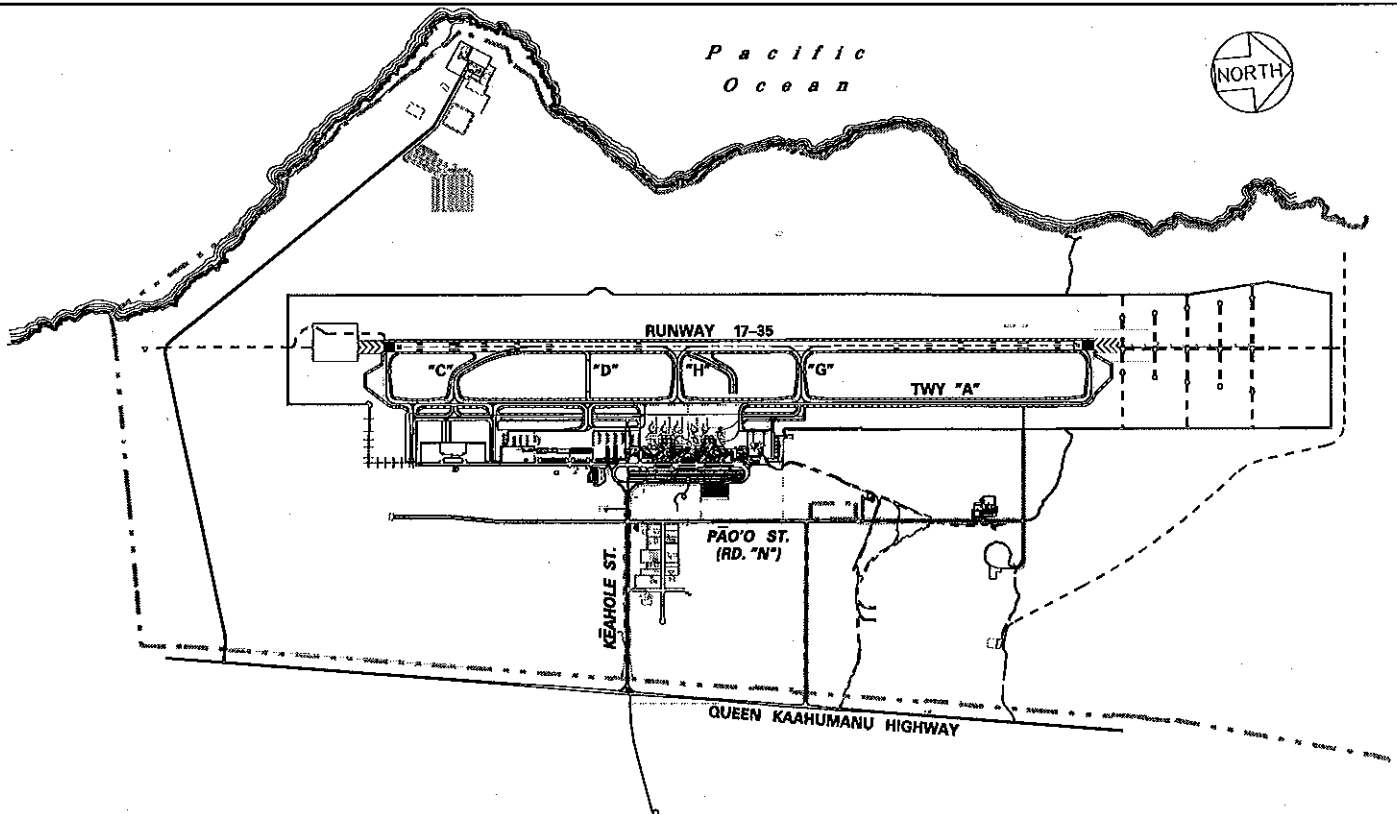 Pacific
Ocean
NORTH
RUNWAY 17-35
"C"
"D"
"H"
"G"
TWY "A"
PĀO'O ST.
(RD. "N")
KĒAHOLE ST.
QUEEN KAAHUMANU HIGHWAY